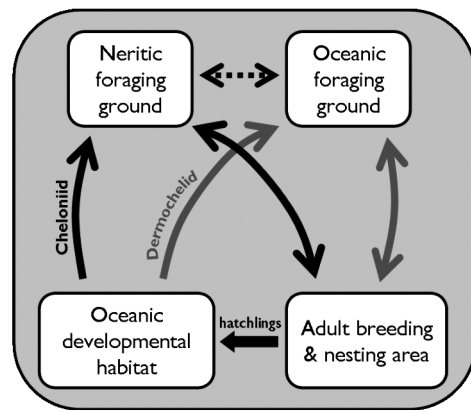 Neritic
foraging
ground
Oceanic
foraging
ground
Cheloniid
Dermochelid
Oceanic
developmental
habitat
hatchlings
Adult breeding
& nesting area